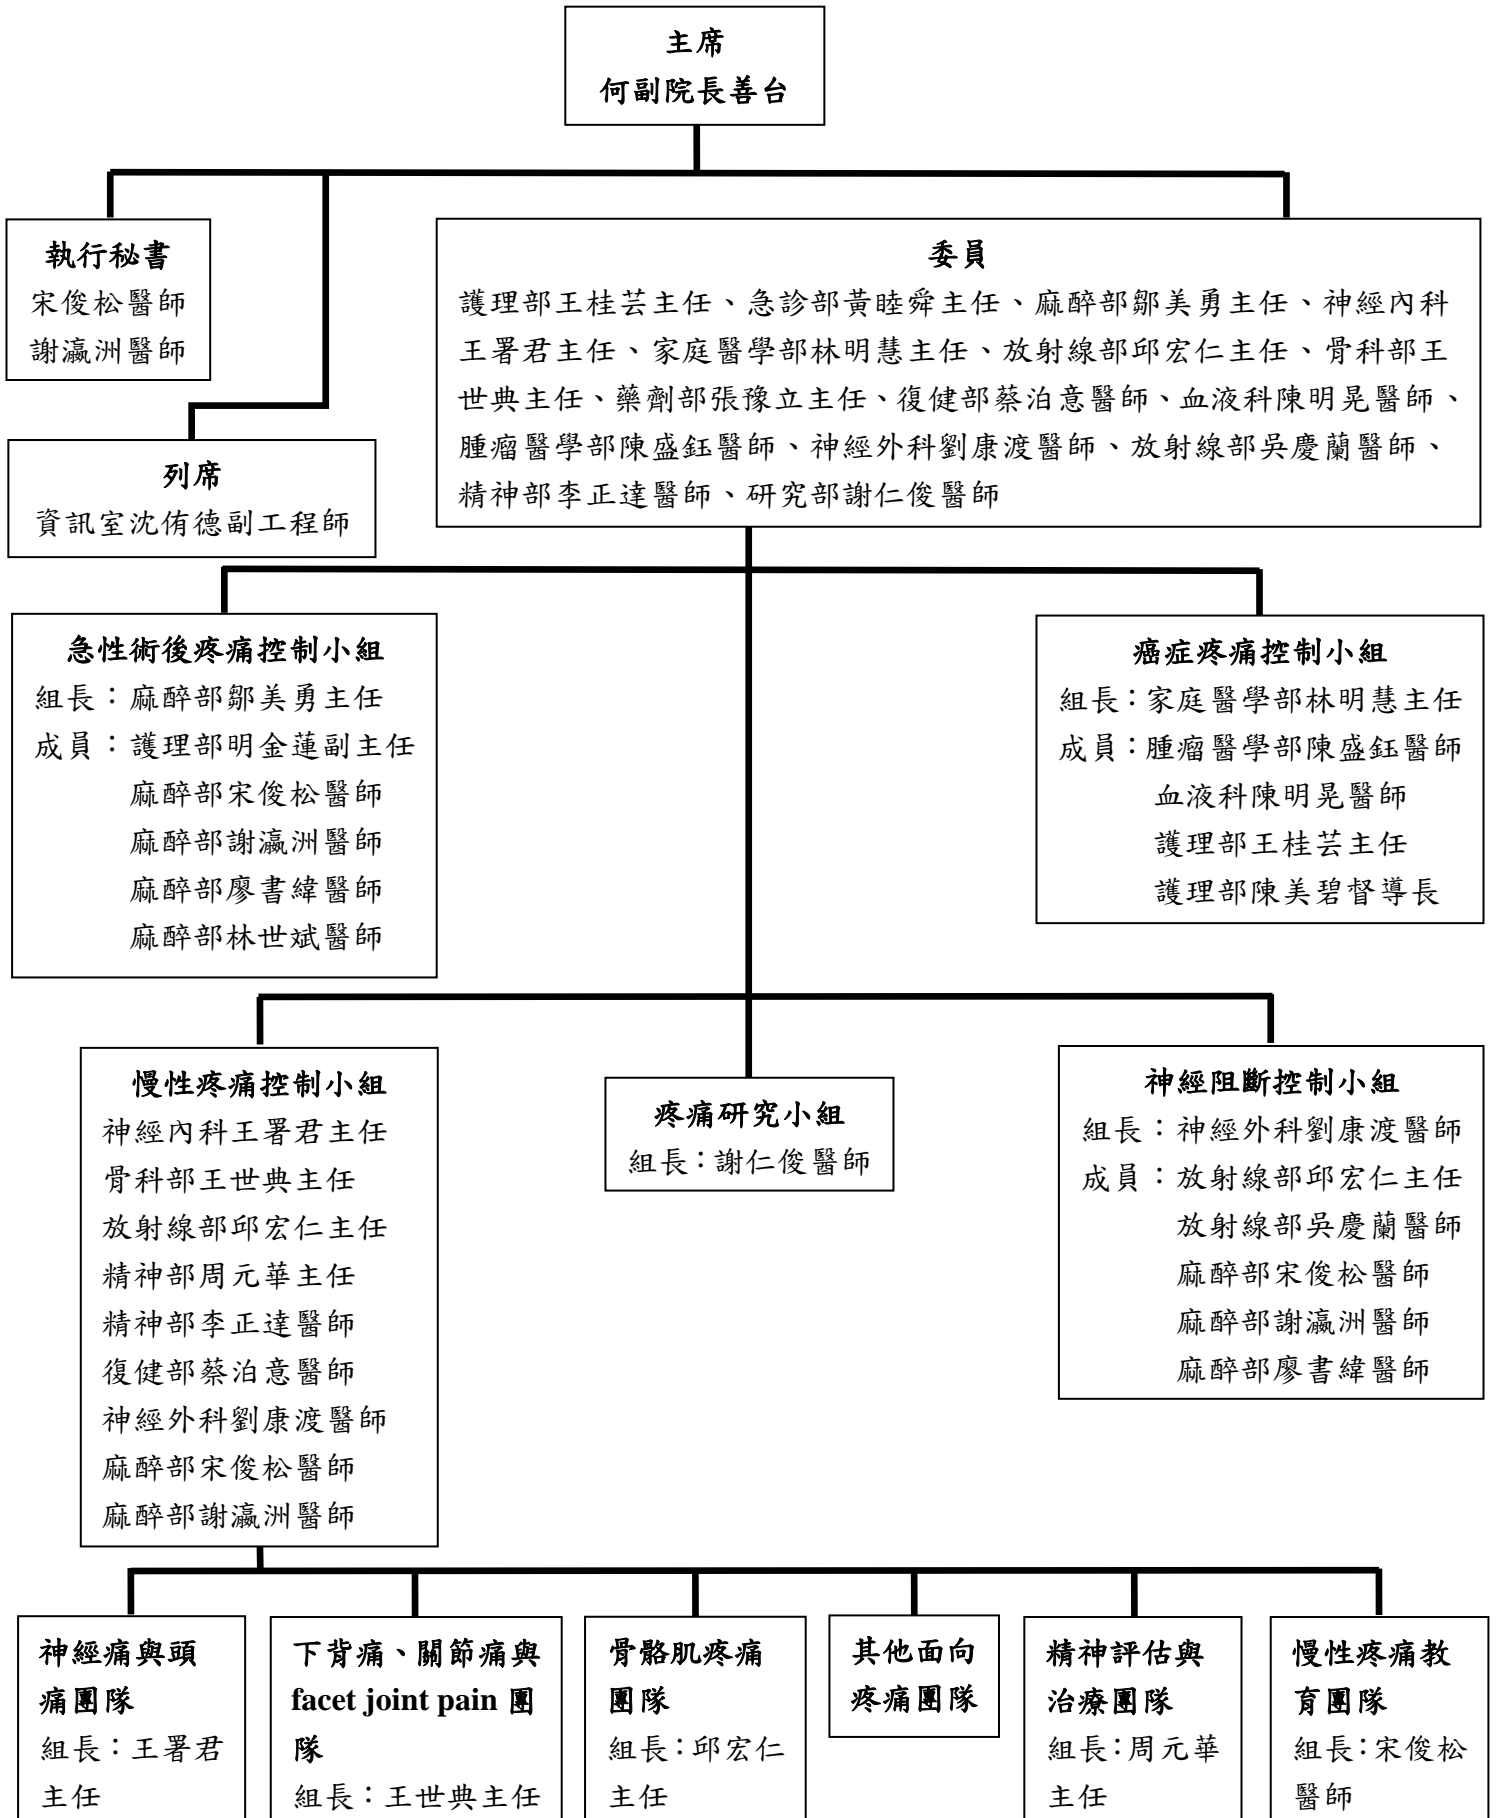 主席
何副院長善台
執行秘書
宋俊松醫師
謝瀛洲醫師
列席
資訊室沈侑德副工程師
委員
護理部王桂芸主任、急診部黃睦舜主任、麻醉部鄒美勇主任、神經內科
王署君主任、家庭醫學部林明慧主任、放射線部邱宏仁主任、骨科部王
世典主任、藥劑部張豫立主任、復健部蔡泊意醫師、血液科陳明晃醫師、
腫瘤醫學部陳盛鈺醫師、神經外科劉康渡醫師、放射線部吳慶蘭醫師、
精神部李正達醫師、研究部謝仁俊醫師
急性術後疼痛控制小組
組長：麻醉部鄒美勇主任
成員：護理部明金蓮副主任
麻醉部宋俊松醫師
麻醉部謝瀛洲醫師
麻醉部廖書緯醫師
麻醉部林世斌醫師
癌症疼痛控制小組
組長：家庭醫學部林明慧主任
成員：腫瘤醫學部陳盛鈺醫師
血液科陳明晃醫師
護理部王桂芸主任
護理部陳美碧督導長
慢性疼痛控制小組
神經內科王署君主任
骨科部王世典主任
放射線部邱宏仁主任
精神部周元華主任
精神部李正達醫師
復健部蔡泊意醫師
神經外科劉康渡醫師
麻醉部宋俊松醫師
麻醉部謝瀛洲醫師
疼痛研究小組
組長：謝仁俊醫師
神經阻斷控制小組
組長：神經外科劉康渡醫師
成員：放射線部邱宏仁主任
放射線部吳慶蘭醫師
麻醉部宋俊松醫師
麻醉部謝瀛洲醫師
麻醉部廖書緯醫師
神經痛與頭
痛團隊
組長：王署君
主任
下背痛、關節痛與
facet joint pain 團
隊
組長：王世典主任
骨骼肌疼痛
團隊
組長：邱宏仁
主任
其他面向
疼痛團隊
精神評估與
治療團隊
組長：周元華
主任
慢性疼痛教
育團隊
組長：宋俊松
醫師